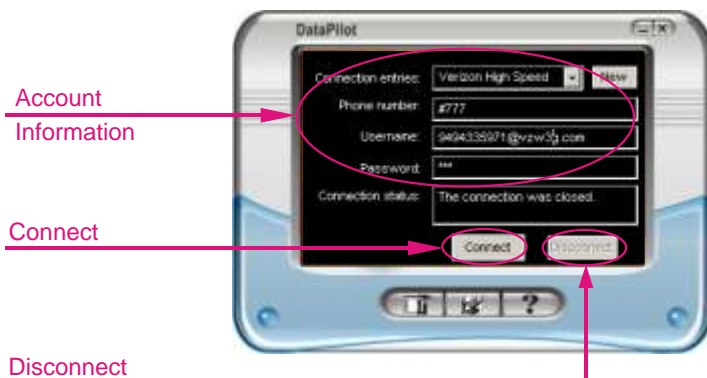 DataPilot
Connection entries: Verizon High Speed New
Account
Information
Phone number: #777
Username: 9494335971@vzw3g.com
Password: ***
Connection status: The connection was closed.
Connect
Connect Disconnect
?
Disconnect